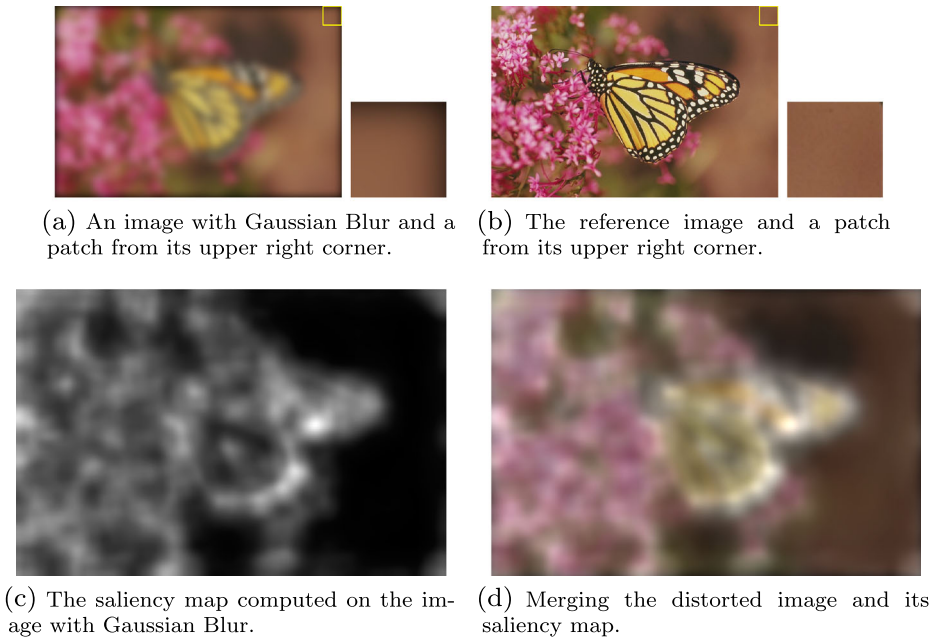 (a) An image with Gaussian Blur and a
patch from its upper right corner.
(b) The reference image and a patch
from its upper right corner.
(c) The saliency map computed on the im-
age with Gaussian Blur.
(d) Merging the distorted image and its
saliency map.